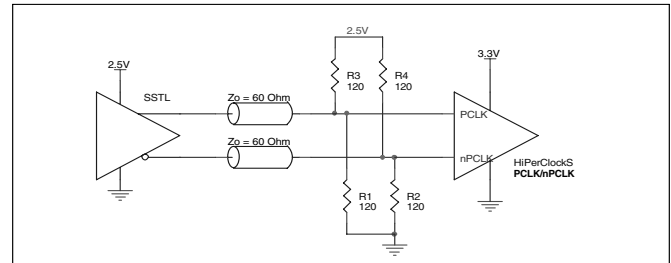 2.5V
SSTL
Zo = 60 Ohm
Zo = 60 Ohm
2.5V
R3
120
R4
120
R1
120
R2
120
3.3V
PCLK
nPCLK
HiPerClockS
PCLK/nPCLK